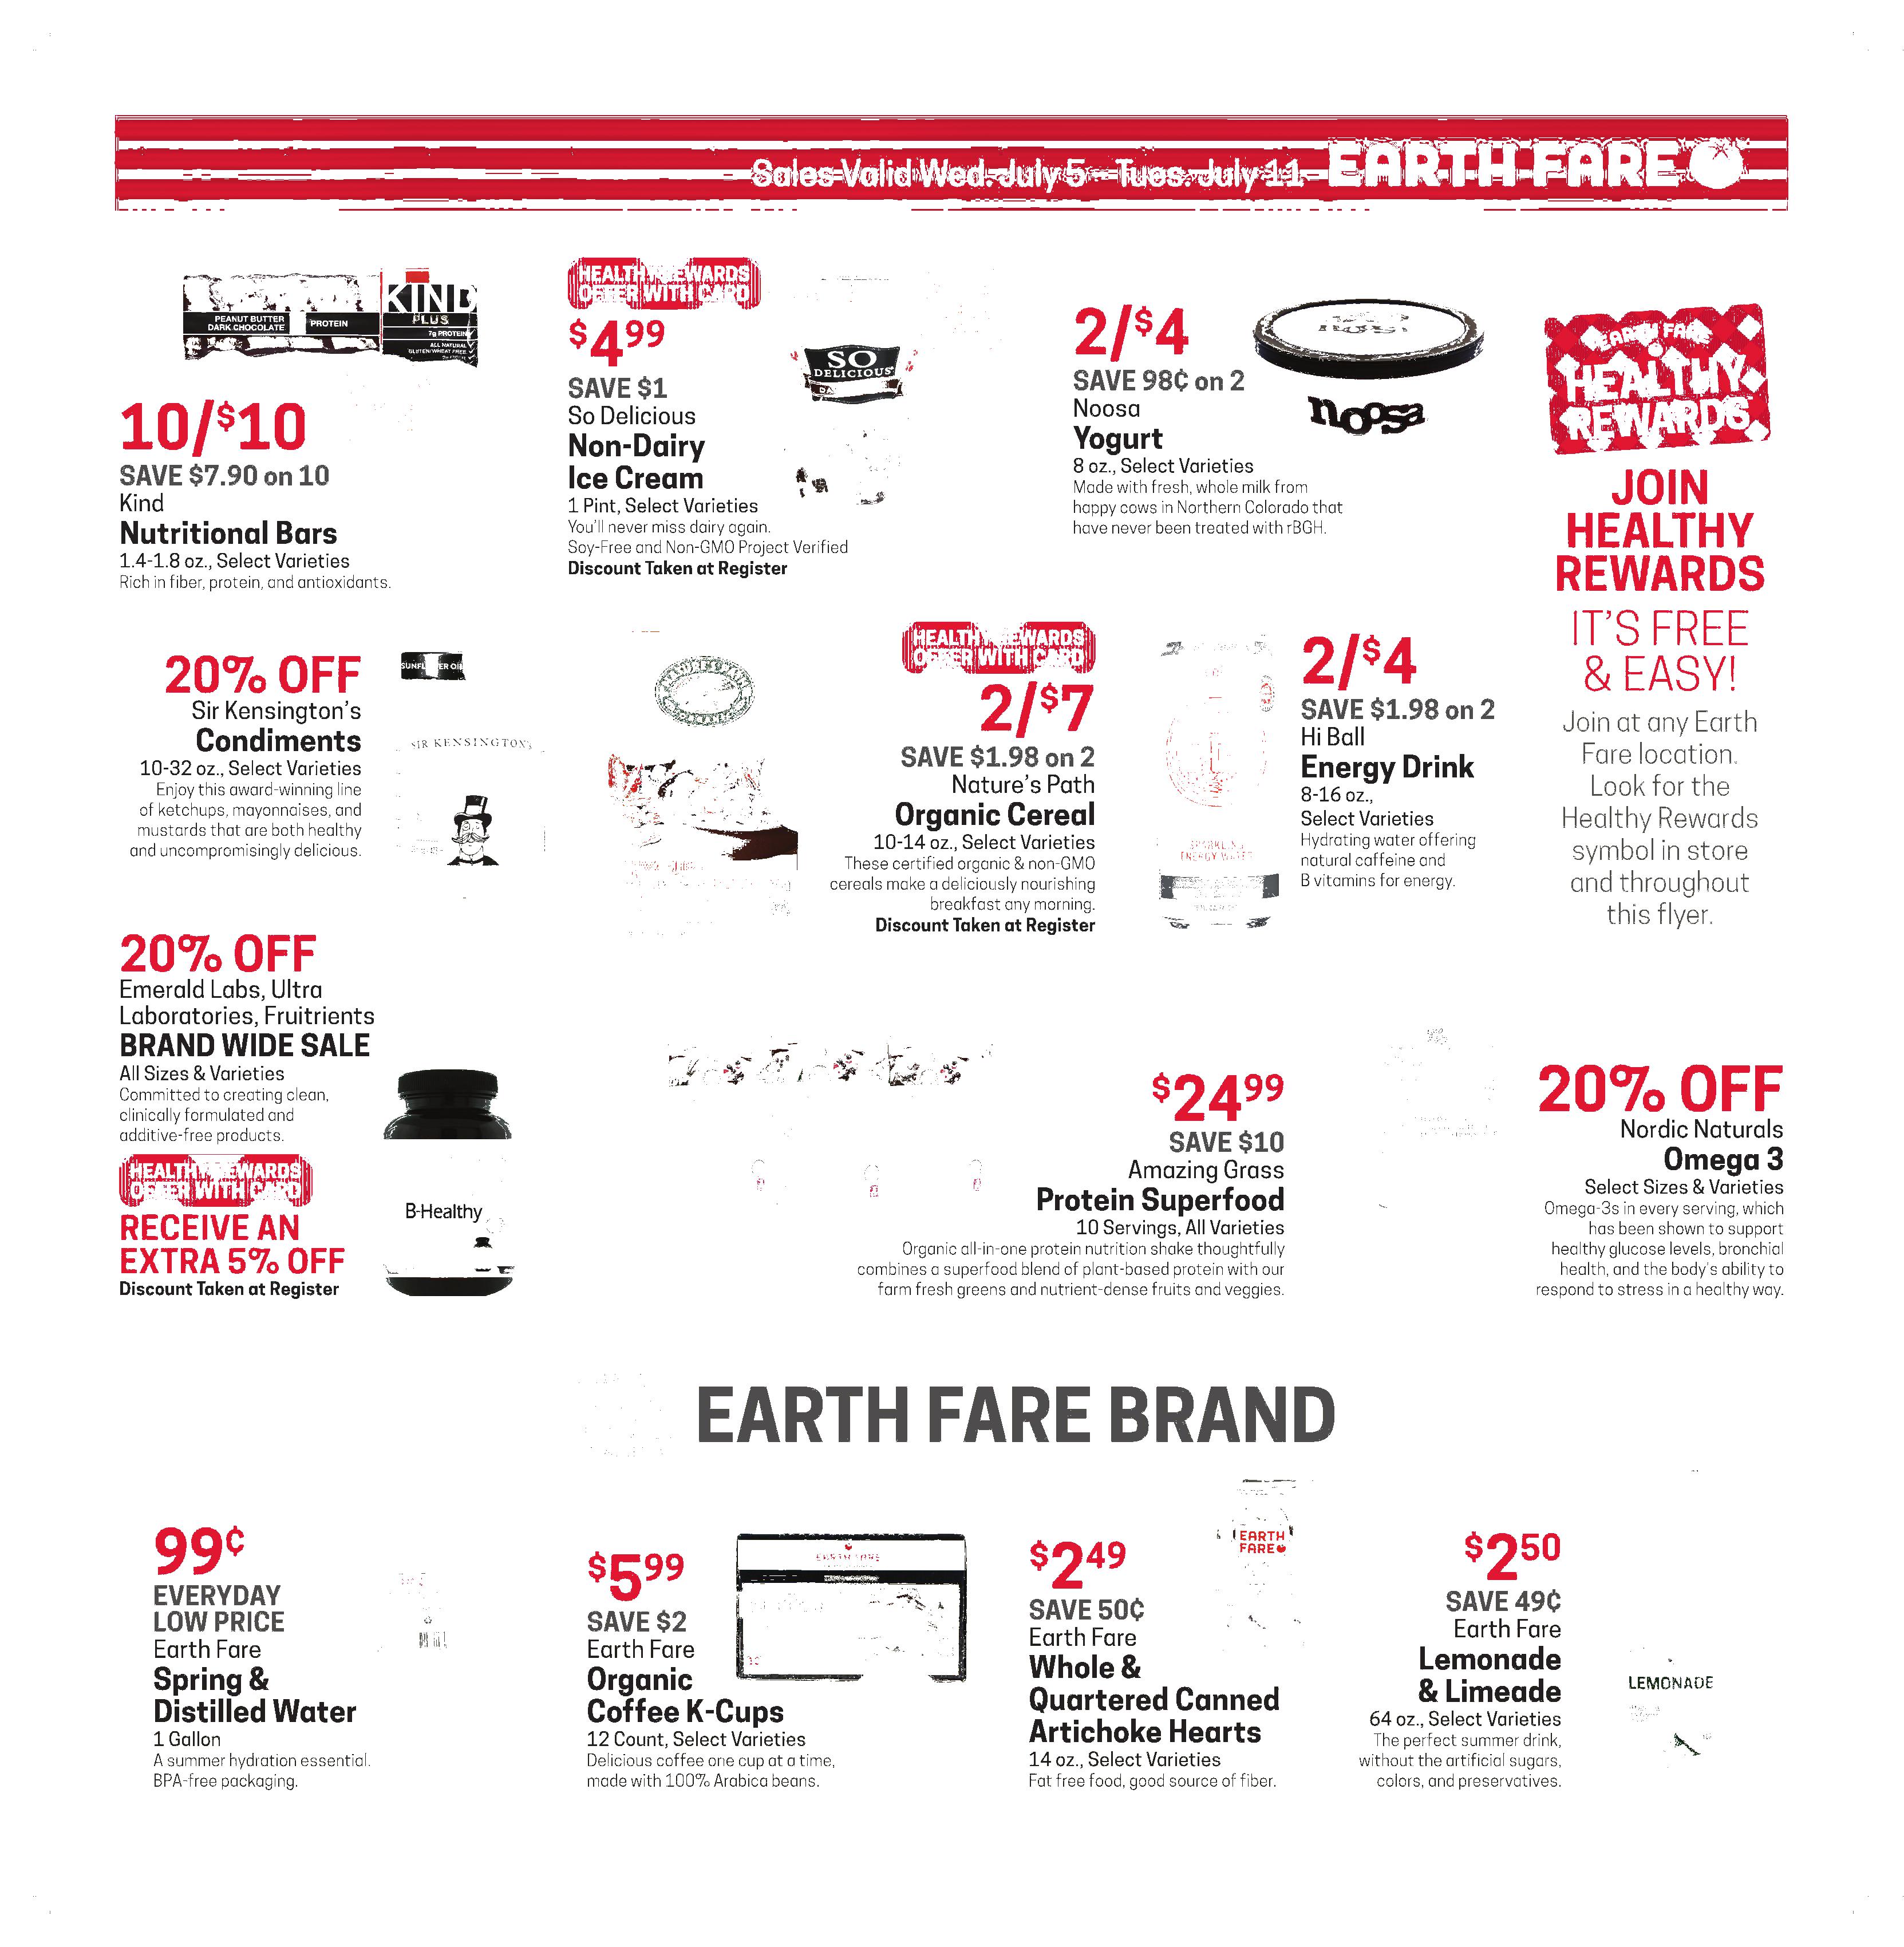 Sales Valid Wed. July 5 – Tues. July 11 EARTH FARE
KIND
PLUS
PEANUT BUTTER
DARK CHOCOLATE
PROTEIN
7g PROTEIN
ALL NATURAL
GLUTEN/WHEAT FREE
10/$10
SAVE $7.90 on 10
Kind
Nutritional Bars
1.4-1.8 oz., Select Varieties
Rich in fiber, protein, and antioxidants.
HEALTHY REWARDS
OFFER WITH CARD
$4.99
SAVE $1
So Delicious
Non-Dairy
Ice Cream
1 Pint, Select Varieties
You'll never miss dairy again.
Soy-Free and Non-GMO Project Verified
Discount Taken at Register
SO
DELICIOUS
2/$4
SAVE 98¢ on 2
Noosa
Yogurt
8 oz., Select Varieties
Made with fresh, whole milk from
happy cows in Northern Colorado that
have never been treated with rBGH.
noosa
EARTH FARE
HEALTHY
REWARDS
JOIN
HEALTHY
REWARDS
IT'S FREE
& EASY!
Join at any Earth
Fare location.
Look for the
Healthy Rewards
symbol in store
and throughout
this flyer.
20% OFF
Sir Kensington's
Condiments
10-32 oz., Select Varieties
Enjoy this award-winning line
of ketchups, mayonnaises, and
mustards that are both healthy
and uncompromisingly delicious.
SUNFLOWER OIL
SIR KENSINGTON'S
HEALTHY REWARDS
OFFER WITH CARD
2/$7
SAVE $1.98 on 2
Nature's Path
Organic Cereal
10-14 oz., Select Varieties
These certified organic & non-GMO
cereals make a deliciously nourishing
breakfast any morning.
Discount Taken at Register
SPARKLING
ENERGY WATER
2/$4
SAVE $1.98 on 2
Hi Ball
Energy Drink
8-16 oz.,
Select Varieties
Hydrating water offering
natural caffeine and
B vitamins for energy.
20% OFF
Emerald Labs, Ultra
Laboratories, Fruitrients
BRAND WIDE SALE
All Sizes & Varieties
Committed to creating clean,
clinically formulated and
additive-free products.
HEALTHY REWARDS
OFFER WITH CARD
RECEIVE AN
EXTRA 5% OFF
Discount Taken at Register
B-Healthy
$24.99
SAVE $10
Amazing Grass
Protein Superfood
10 Servings, All Varieties
Organic all-in-one protein nutrition shake thoughtfully
combines a superfood blend of plant-based protein with our
farm fresh greens and nutrient-dense fruits and veggies.
20% OFF
Nordic Naturals
Omega 3
Select Sizes & Varieties
Omega-3s in every serving, which
has been shown to support
healthy glucose levels, bronchial
health, and the body's ability to
respond to stress in a healthy way.
EARTH FARE BRAND
99¢
EVERYDAY
LOW PRICE
Earth Fare
Spring &
Distilled Water
1 Gallon
A summer hydration essential.
BPA-free packaging.
$5.99
SAVE $2
Earth Fare
Organic
Coffee K-Cups
12 Count, Select Varieties
Delicious coffee one cup at a time,
made with 100% Arabica beans.
EARTH FARE
$2.49
SAVE 50¢
Earth Fare
Whole &
Quartered Canned
Artichoke Hearts
14 oz., Select Varieties
Fat free food, good source of fiber.
EARTH
FARE
$2.50
SAVE 49¢
Earth Fare
Lemonade
& Limeade
64 oz., Select Varieties
The perfect summer drink,
without the artificial sugars,
colors, and preservatives.
LEMONADE